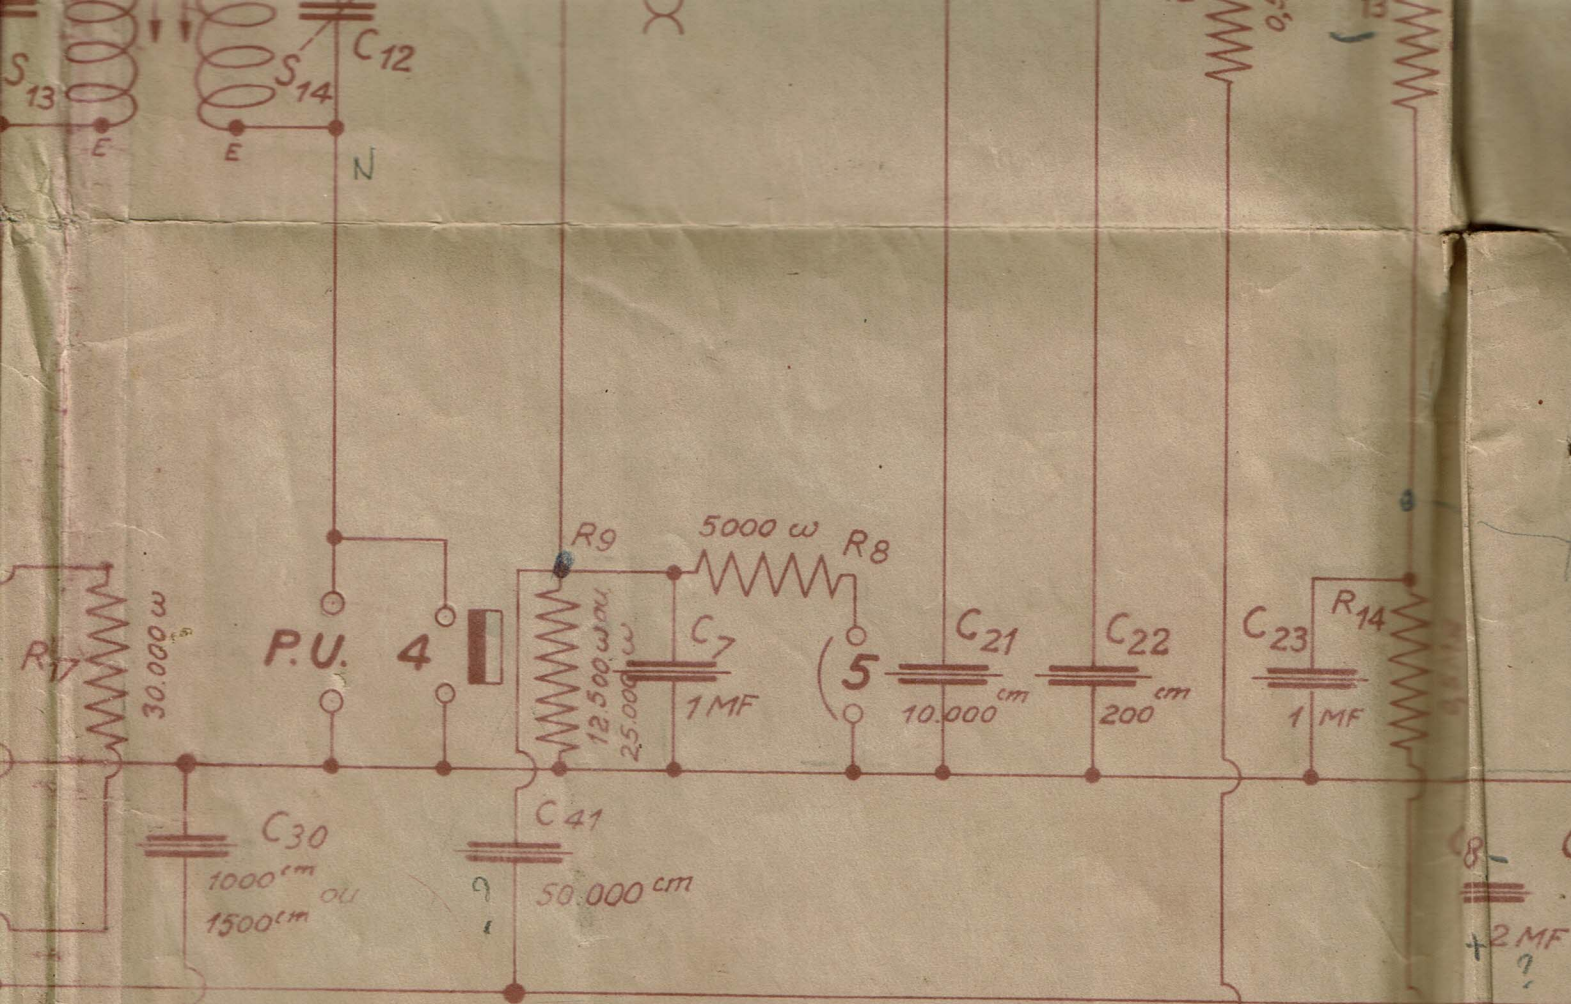 C12
S13
S14
13
E
E
N
5000 ω
R9
R8
R17
30.000 ω
P.U.
4
12.500 ω ou
25.000 ω
C7
1 MF
5
C21
10.000 cm
C22
200 cm
C23
1 MF
R14
C30
1000 cm ou
1500 cm
C41
50.000 cm
?
C8
+ 2 MF
?